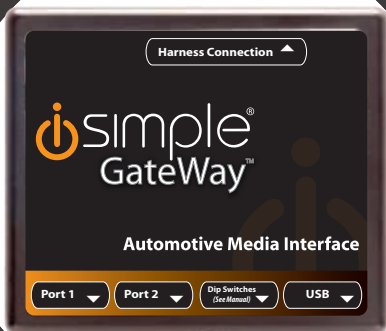 Harness Connection
isimple®
GateWay™
Automotive Media Interface
Port 1
Port 2
Dip Switches
(See Manual)
USB